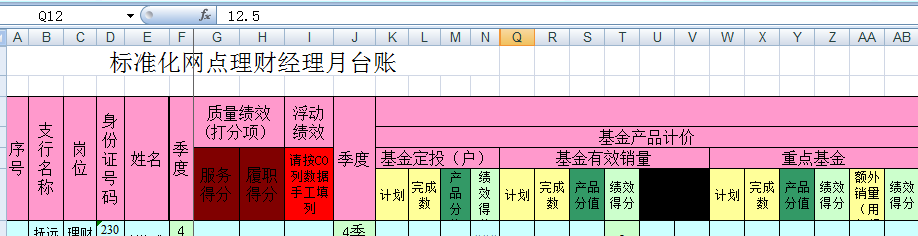 Q12 fx 12.5
A B C D E F G H I J K L M N Q R S T U V W X Y Z AA AB
标准化网点理财经理月台账
序号
支行名称
岗位
身份证号码
姓名
季度
质量绩效
(打分项)
服务
得分
履职
得分
浮动
绩效
请按CO
列数据
手工填
列
季度
基金产品计价
基金定投（户）
计划
完成
数
产
品
分
绩
效
得
基金有效销量
计划
完成
数
产品
分值
绩效
得分
重点基金
计划
完成
数
产品
分值
绩效
得分
额外
销量
（用
绩效
得分
抚远
理财
230
4
4季